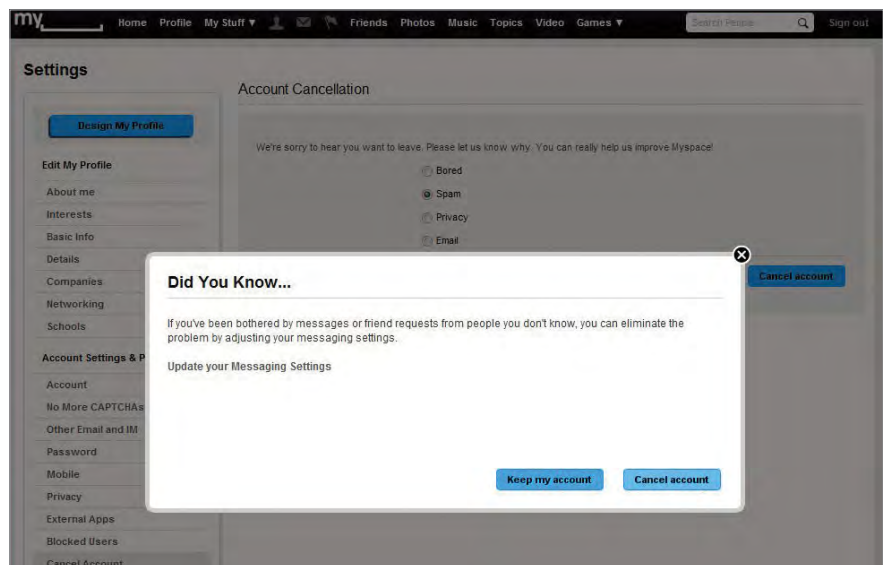 my______ Home Profile My Stuff ▼ Friends Photos Music Topics Video Games ▼ Search People Sign out
Settings
Design My Profile
Edit My Profile
About me
Interests
Basic Info
Details
Companies
Networking
Schools
Account Settings & P
Account
No More CAPTCHAs
Other Email and IM
Password
Mobile
Privacy
External Apps
Blocked Users
Cancel Account
Account Cancellation
We're sorry to hear you want to leave. Please let us know why. You can really help us improve Myspace!
Bored
Spam
Privacy
Email
Cancel account
Did You Know...
If you've been bothered by messages or friend requests from people you don't know, you can eliminate the
problem by adjusting your messaging settings.
Update your Messaging Settings
Keep my account Cancel account